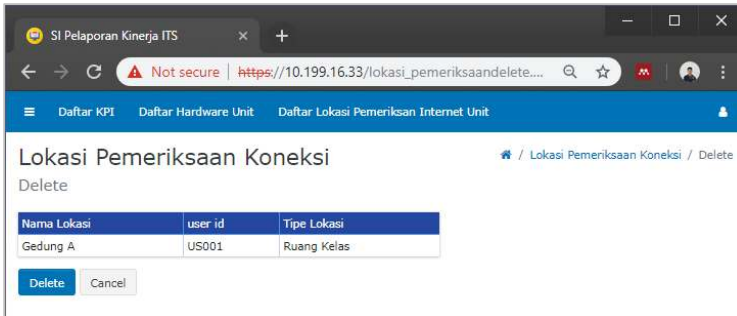 SI Pelaporan Kinerja ITS
Not secure | https://10.199.16.33/lokasi_pemeriksaandelete....
Daftar KPI Daftar Hardware Unit Daftar Lokasi Pemeriksan Internet Unit
Lokasi Pemeriksaan Koneksi
/ Lokasi Pemeriksaan Koneksi / Delete
Delete
Nama Lokasi user id Tipe Lokasi
Gedung A US001 Ruang Kelas
Delete Cancel